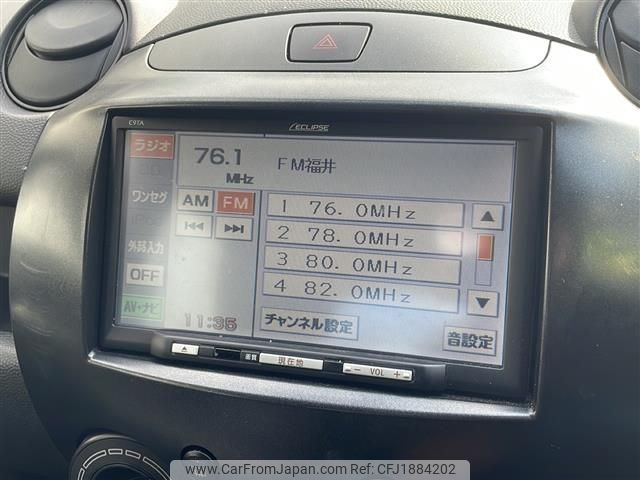 C9TA
ECLIPSE
ラジオ
76.1 MHz
FM福井
ワンセグ
AM
FM
1 76. 0MHz
2 78. 0MHz
外部入力
3 80. 0MHz
OFF
4 82. 0MHz
AV・ナビ
11:35
チャンネル設定
音設定
画質
現在地
− VOL +
www.CarFromJapan.com - Ref:CFJ1884202